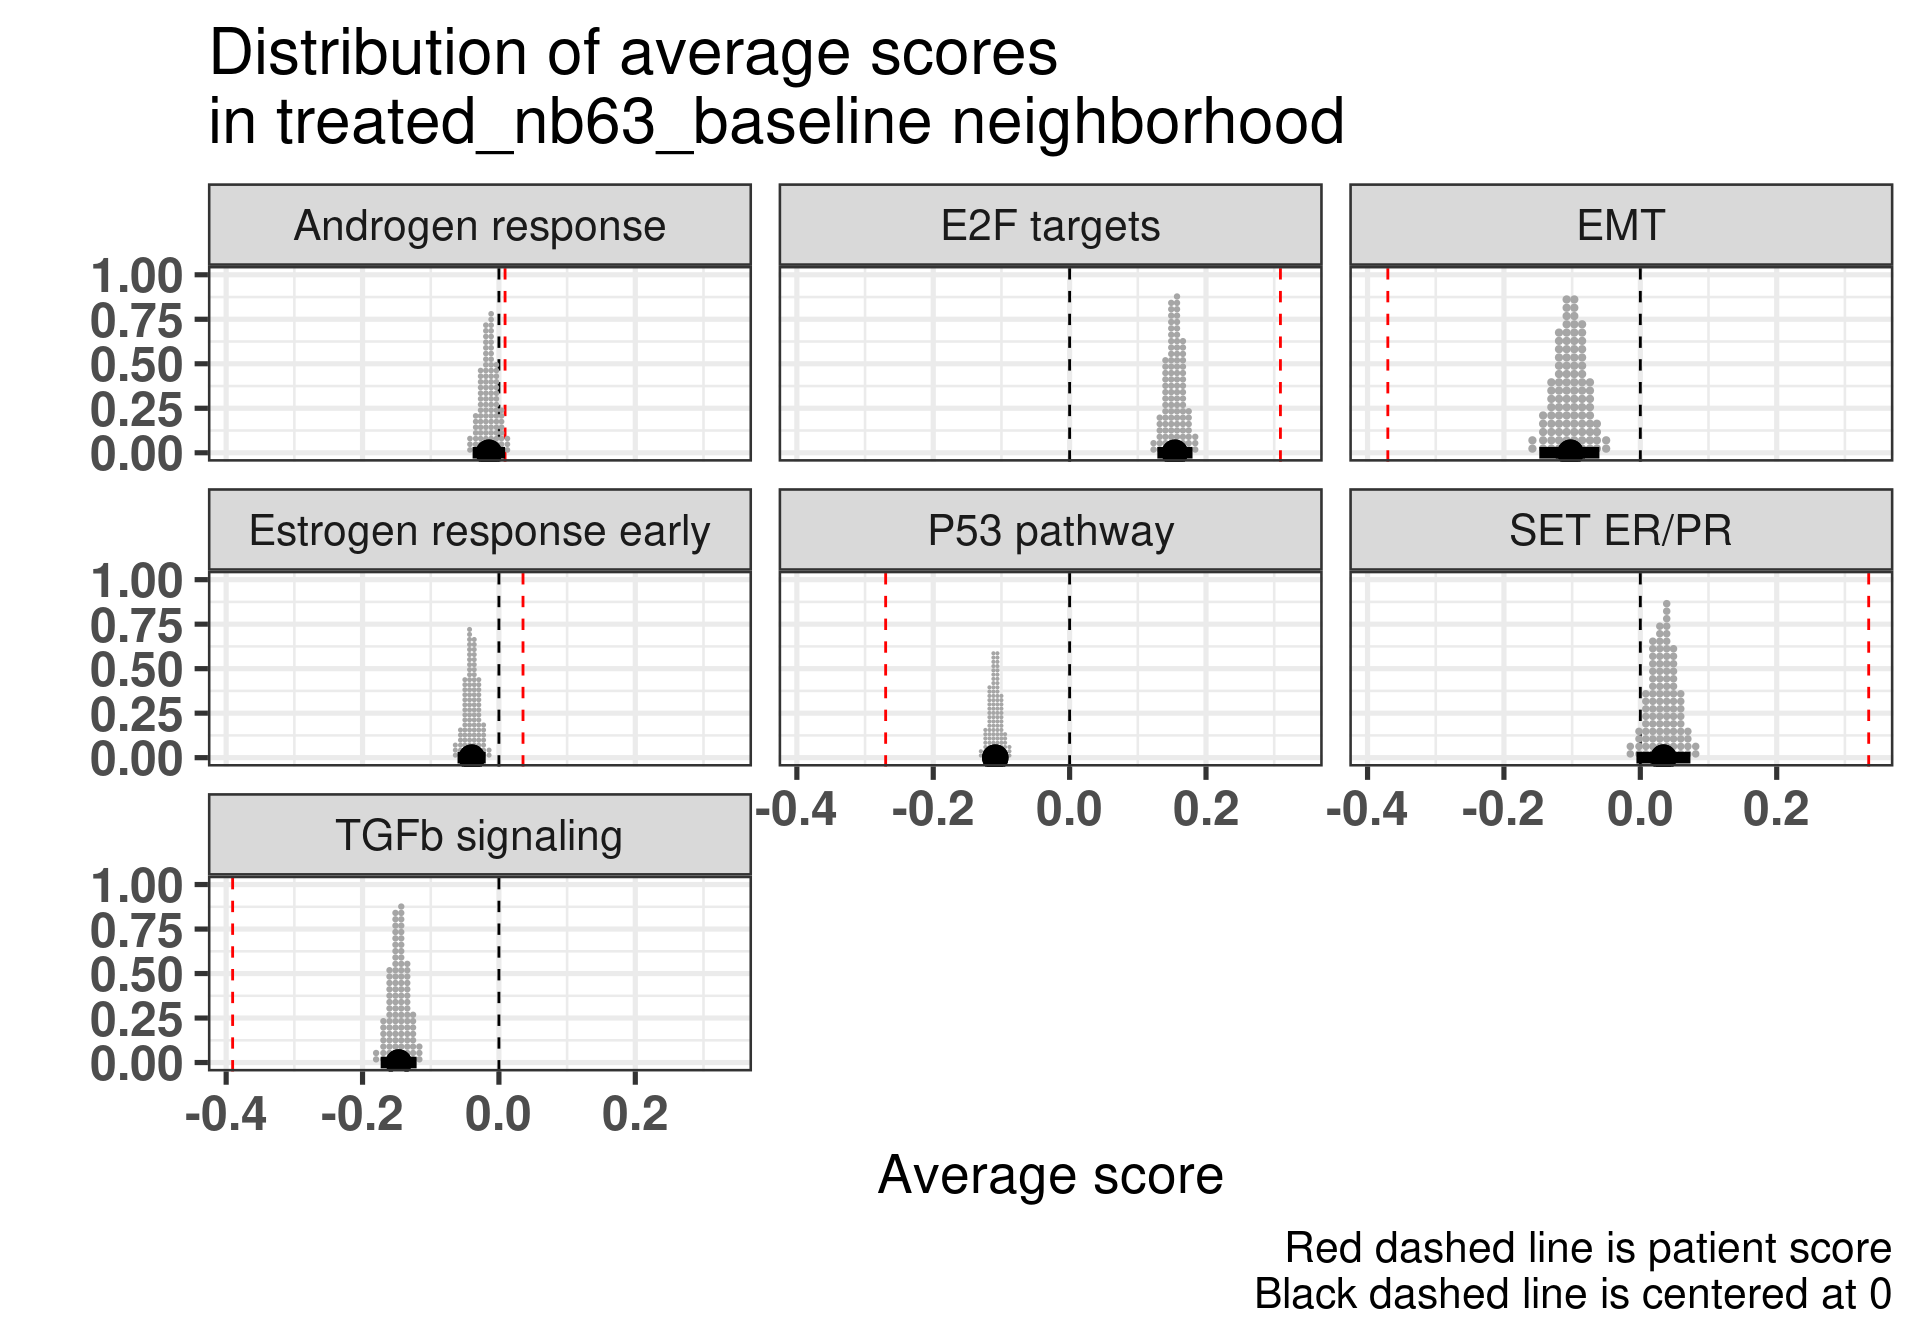 Distribution of average scores
in treated_nb63_baseline neighborhood
Androgen response
E2F targets
EMT
1.00
0.75
0.50
0.25
0.00
Estrogen response early
P53 pathway
SET ER/PR
1.00
0.75
0.50
0.25
0.00
-0.4 -0.2 0.0 0.2
-0.4 -0.2 0.0 0.2
TGFb signaling
1.00
0.75
0.50
0.25
0.00
-0.4 -0.2 0.0 0.2
Average score
Red dashed line is patient score
Black dashed line is centered at 0